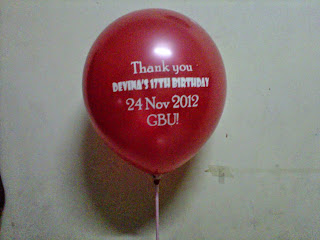 Thank you
DEVINA'S 17TH BIRTHDAY
24 Nov 2012
GBU!